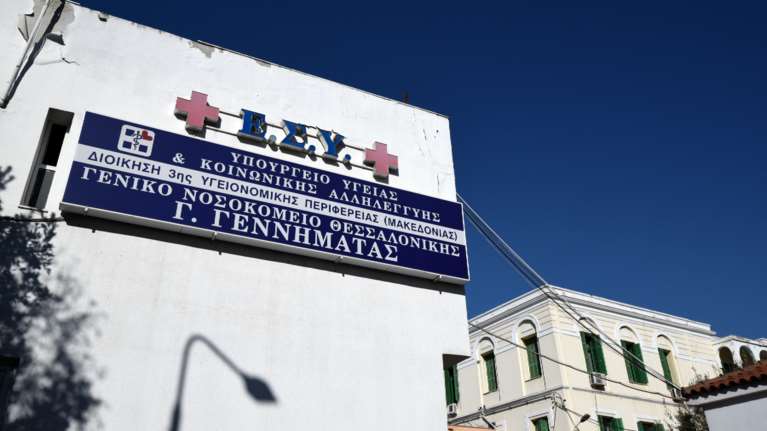 Ε.Σ.Υ.
ΥΠΟΥΡΓΕΙΟ ΥΓΕΙΑΣ
& ΚΟΙΝΩΝΙΚΗΣ ΑΛΛΗΛΕΓΓΥΗΣ
ΔΙΟΙΚΗΣΗ 3ης ΥΓΕΙΟΝΟΜΙΚΗΣ ΠΕΡΙΦΕΡΕΙΑΣ (ΜΑΚΕΔΟΝΙΑΣ)
ΓΕΝΙΚΟ ΝΟΣΟΚΟΜΕΙΟ ΘΕΣΣΑΛΟΝΙΚΗΣ
Γ. ΓΕΝΝΗΜΑΤΑΣ